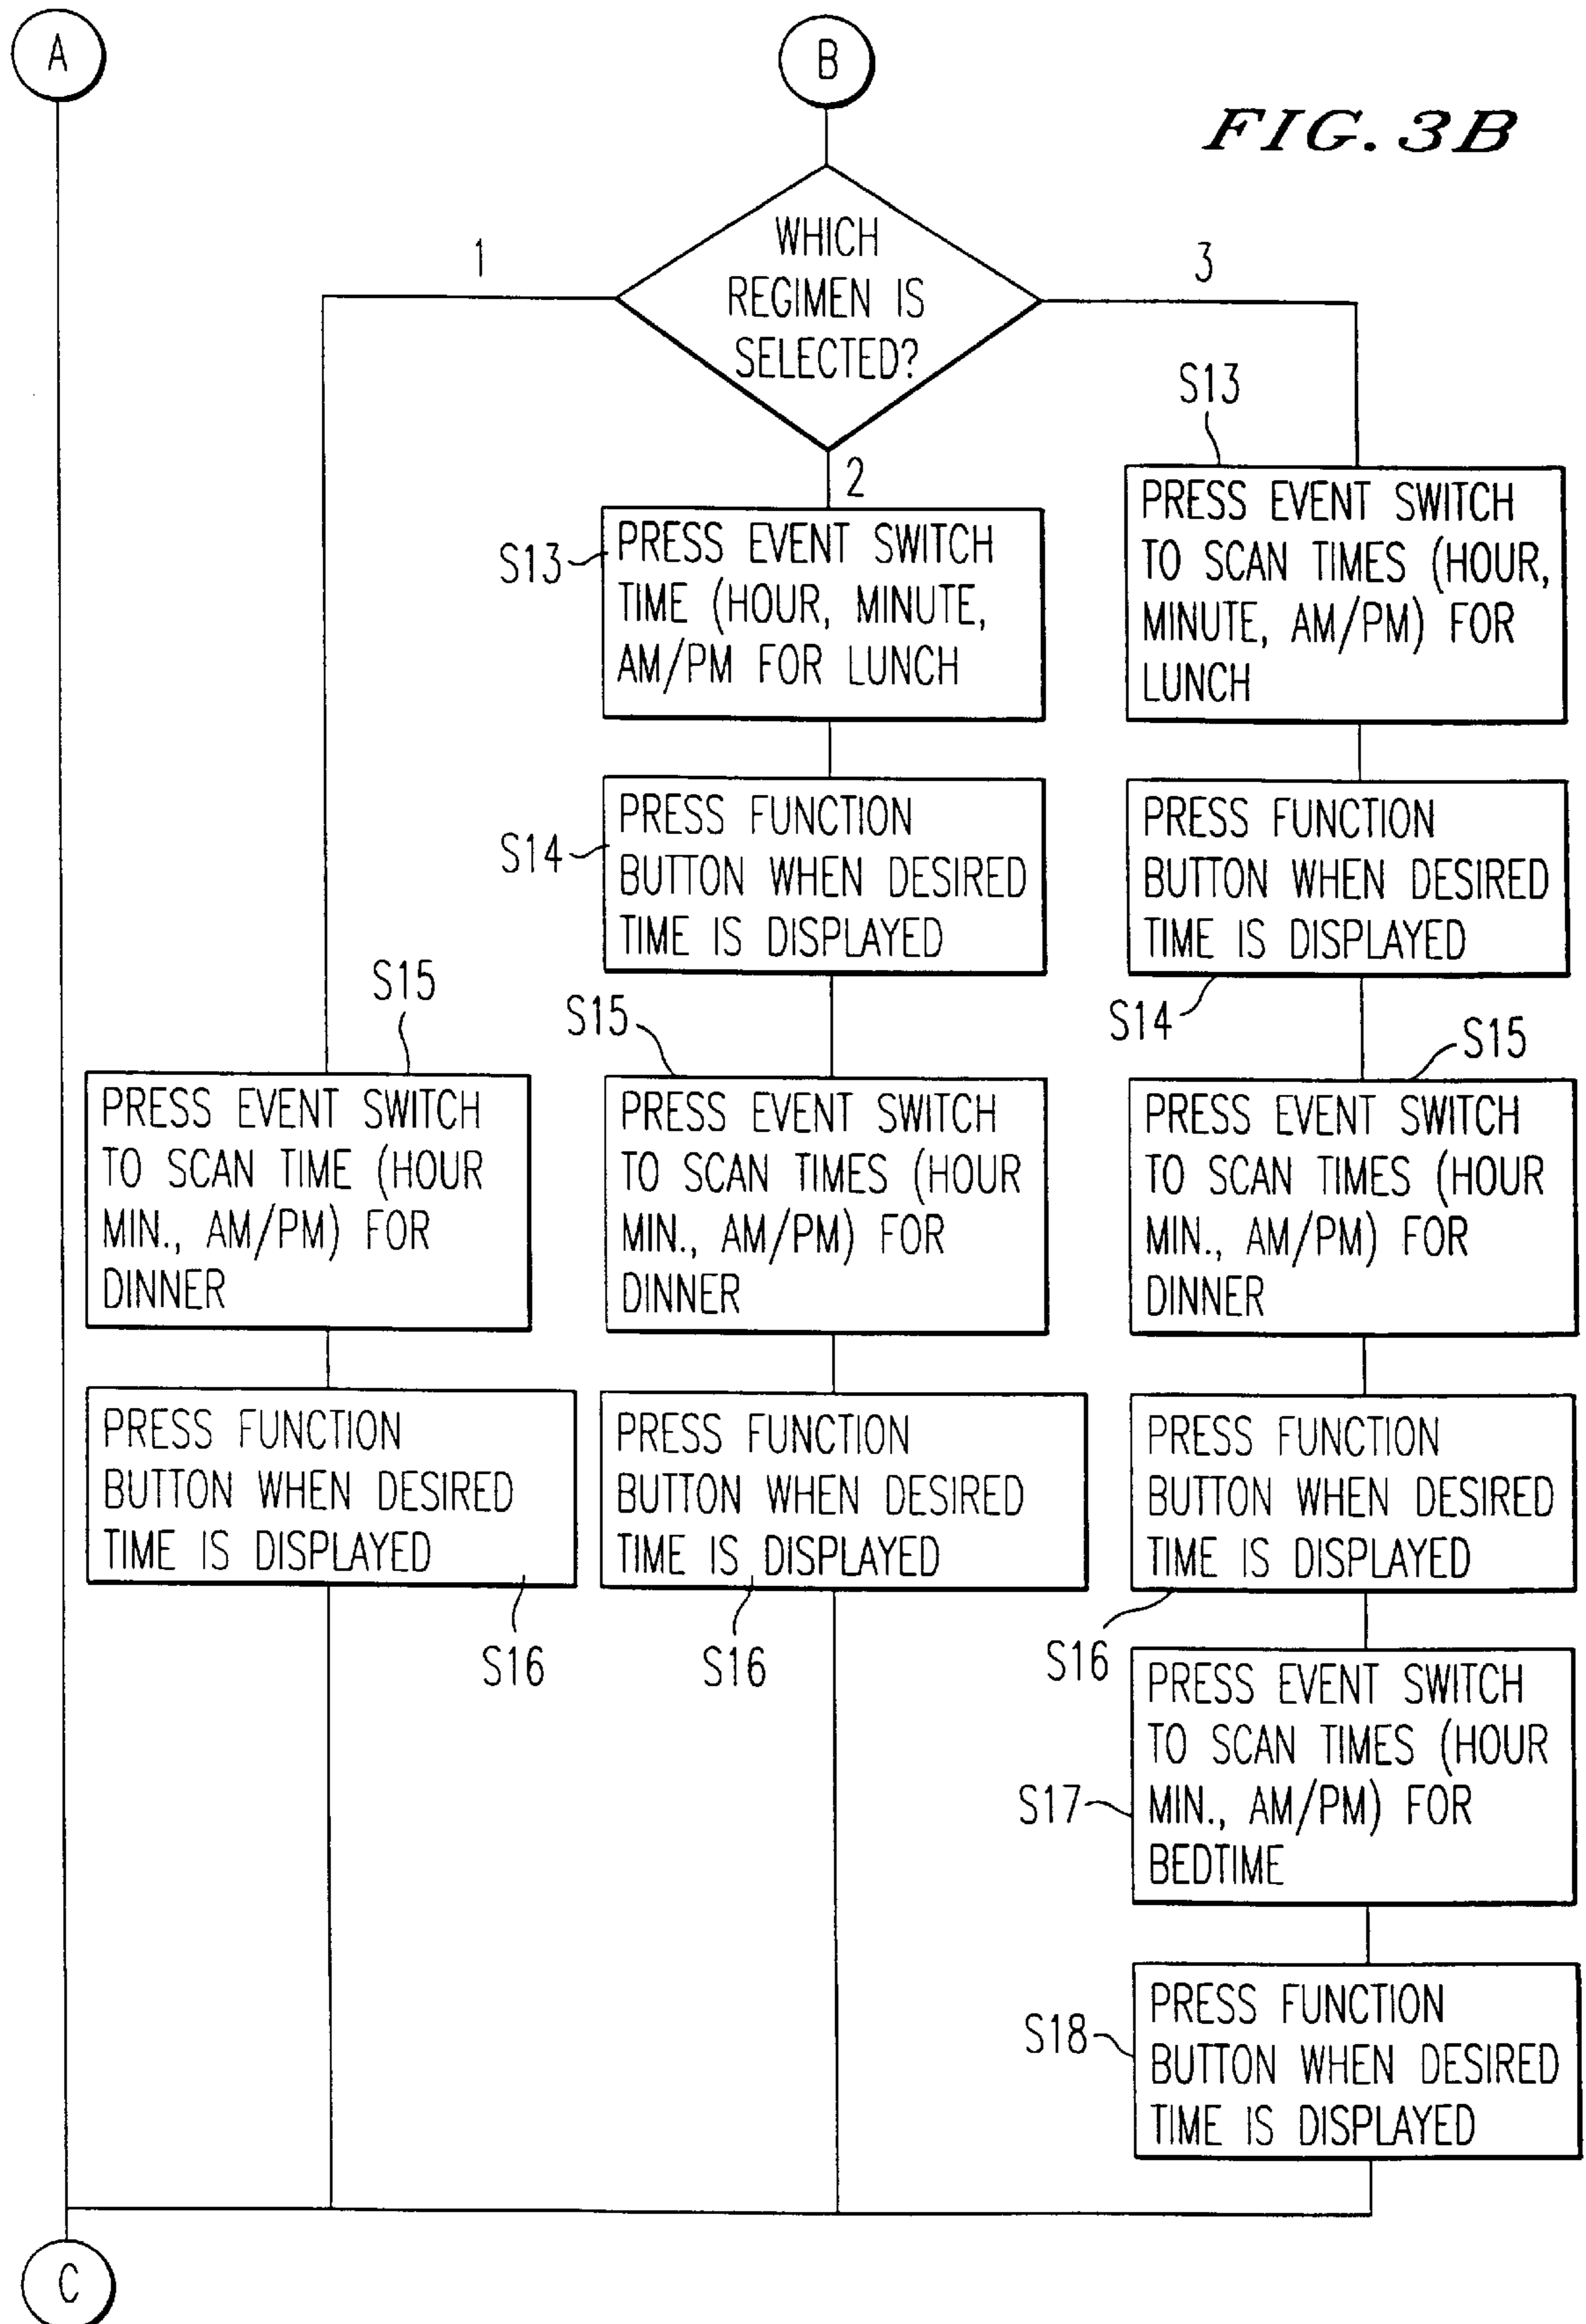 A
B
FIG. 3B
WHICH
REGIMEN IS
SELECTED?
1
2
3
S15
PRESS EVENT SWITCH
TO SCAN TIME (HOUR
MIN., AM/PM) FOR
DINNER
PRESS FUNCTION
BUTTON WHEN DESIRED
TIME IS DISPLAYED
S16
S13
PRESS EVENT SWITCH
TIME (HOUR, MINUTE,
AM/PM FOR LUNCH
S14
PRESS FUNCTION
BUTTON WHEN DESIRED
TIME IS DISPLAYED
S15
PRESS EVENT SWITCH
TO SCAN TIMES (HOUR
MIN., AM/PM) FOR
DINNER
PRESS FUNCTION
BUTTON WHEN DESIRED
TIME IS DISPLAYED
S16
S13
PRESS EVENT SWITCH
TO SCAN TIMES (HOUR,
MINUTE, AM/PM) FOR
LUNCH
PRESS FUNCTION
BUTTON WHEN DESIRED
TIME IS DISPLAYED
S14
S15
PRESS EVENT SWITCH
TO SCAN TIMES (HOUR
MIN., AM/PM) FOR
DINNER
PRESS FUNCTION
BUTTON WHEN DESIRED
TIME IS DISPLAYED
S16
PRESS EVENT SWITCH
TO SCAN TIMES (HOUR
S17
MIN., AM/PM) FOR
BEDTIME
PRESS FUNCTION
S18
BUTTON WHEN DESIRED
TIME IS DISPLAYED
C